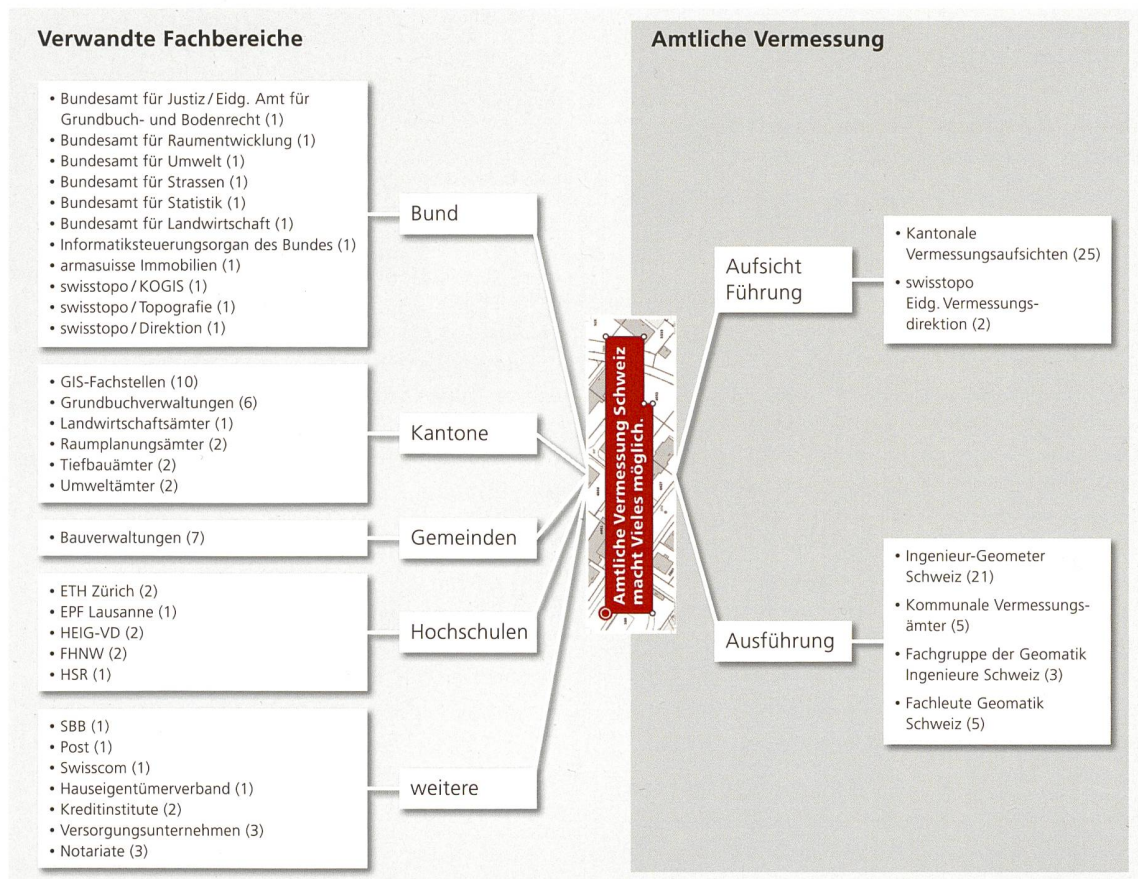 Verwandte Fachbereiche
• Bundesamt für Justiz/Eidg. Amt für
Grundbuch- und Bodenrecht (1)
• Bundesamt für Raumentwicklung (1)
• Bundesamt für Umwelt (1)
• Bundesamt für Strassen (1)
• Bundesamt für Statistik (1)
• Bundesamt für Landwirtschaft (1)
• Informatiksteuerungsorgan des Bundes (1)
• armasuisse Immobilien (1)
• swisstopo/KOGIS (1)
• swisstopo/Topografie (1)
• swisstopo/Direktion (1)
Bund
• GIS-Fachstellen (10)
• Grundbuchverwaltungen (6)
• Landwirtschaftsämter (1)
• Raumplanungsämter (2)
• Tiefbauämter (2)
• Umweltämter (2)
Kantone
• Bauverwaltungen (7)
Gemeinden
• ETH Zürich (2)
• EPF Lausanne (1)
• HEIG-VD (2)
• FHNW (2)
• HSR (1)
Hochschulen
• SBB (1)
• Post (1)
• Swisscom (1)
• Hauseigentümerverband (1)
• Kreditinstitute (2)
• Versorgungsunternehmen (3)
• Notariate (3)
weitere
Amtliche Vermessung Schweiz
macht Vieles möglich.
Amtliche Vermessung
Aufsicht
Führung
• Kantonale
Vermessungsaufsichten (25)
• swisstopo
Eidg. Vermessungs-
direktion (2)
Ausführung
• Ingenieur-Geometer
Schweiz (21)
• Kommunale Vermessungs-
ämter (5)
• Fachgruppe der Geomatik
Ingenieure Schweiz (3)
• Fachleute Geomatik
Schweiz (5)